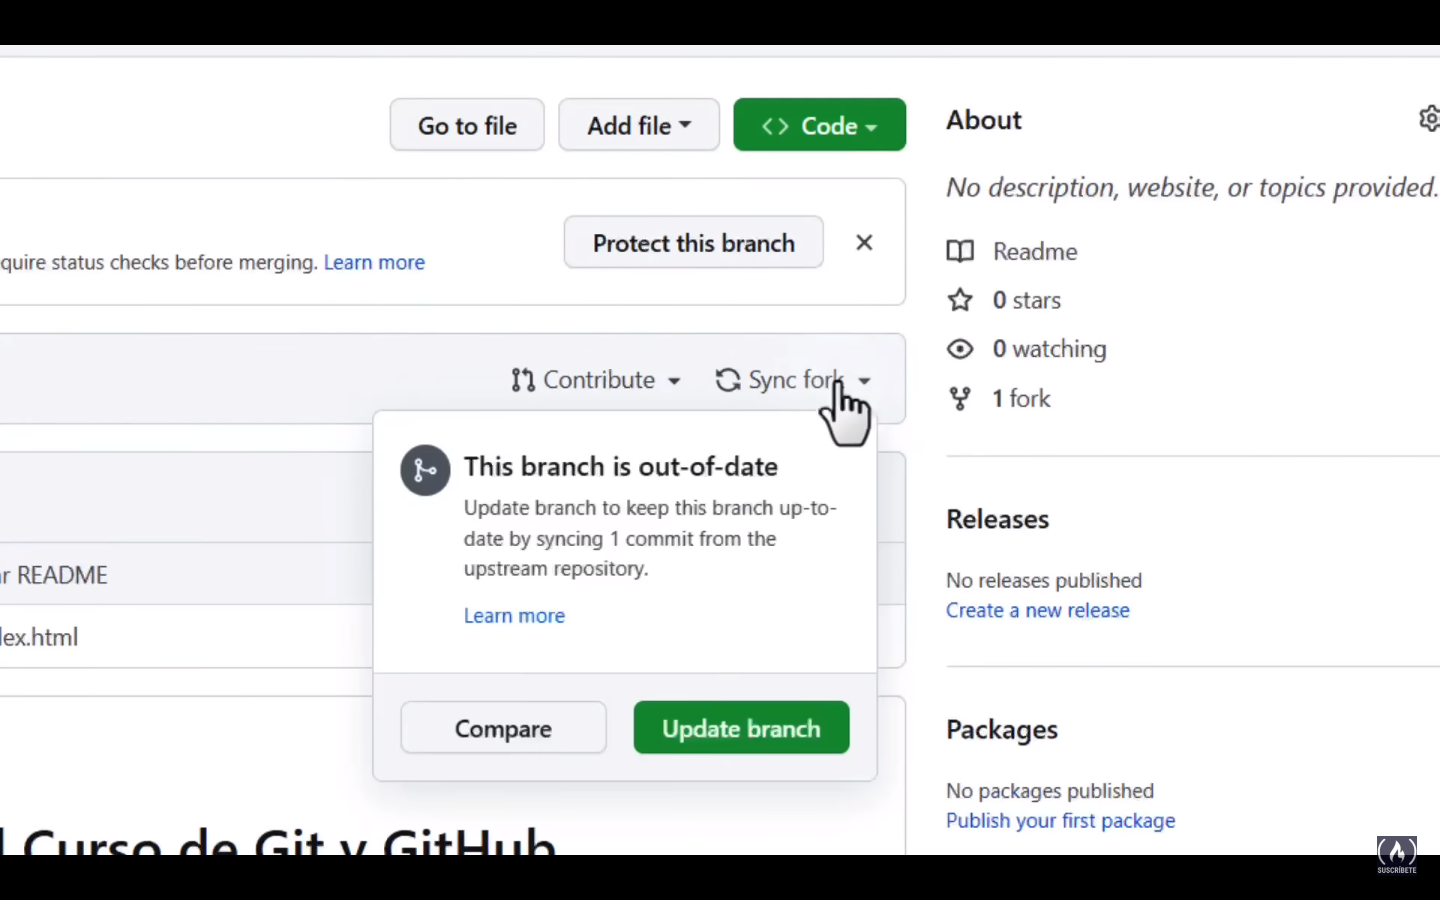 Go to file
Add file
Code
About
No description, website, or topics provided.
quire status checks before merging. Learn more
Protect this branch
Readme
0 stars
0 watching
1 fork
Contribute
Sync fork
This branch is out-of-date
Update branch to keep this branch up-to-
date by syncing 1 commit from the
upstream repository.
Learn more
Compare
Update branch
r README
ex.html
Releases
No releases published
Create a new release
Packages
No packages published
Publish your first package
l Curso de Git y GitHub
SUSCRÍBETE